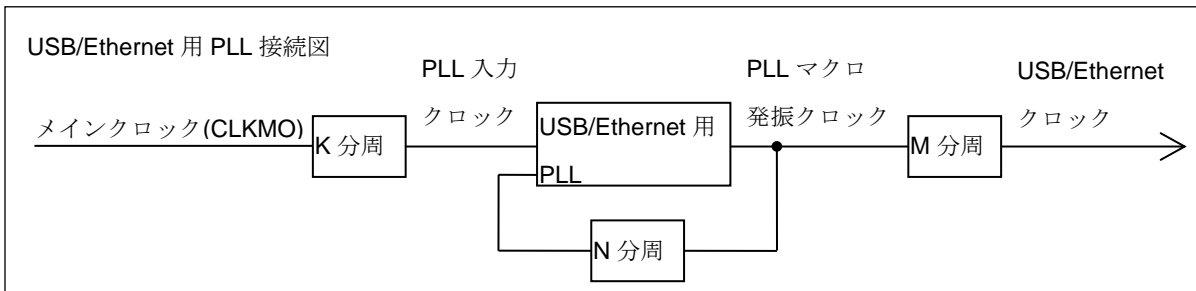 USB/Ethernet 用 PLL 接続図
メインクロック(CLKMO)
K 分周
PLL 入力
クロック
USB/Ethernet 用
PLL
N 分周
PLL マクロ
発振クロック
M 分周
USB/Ethernet
クロック